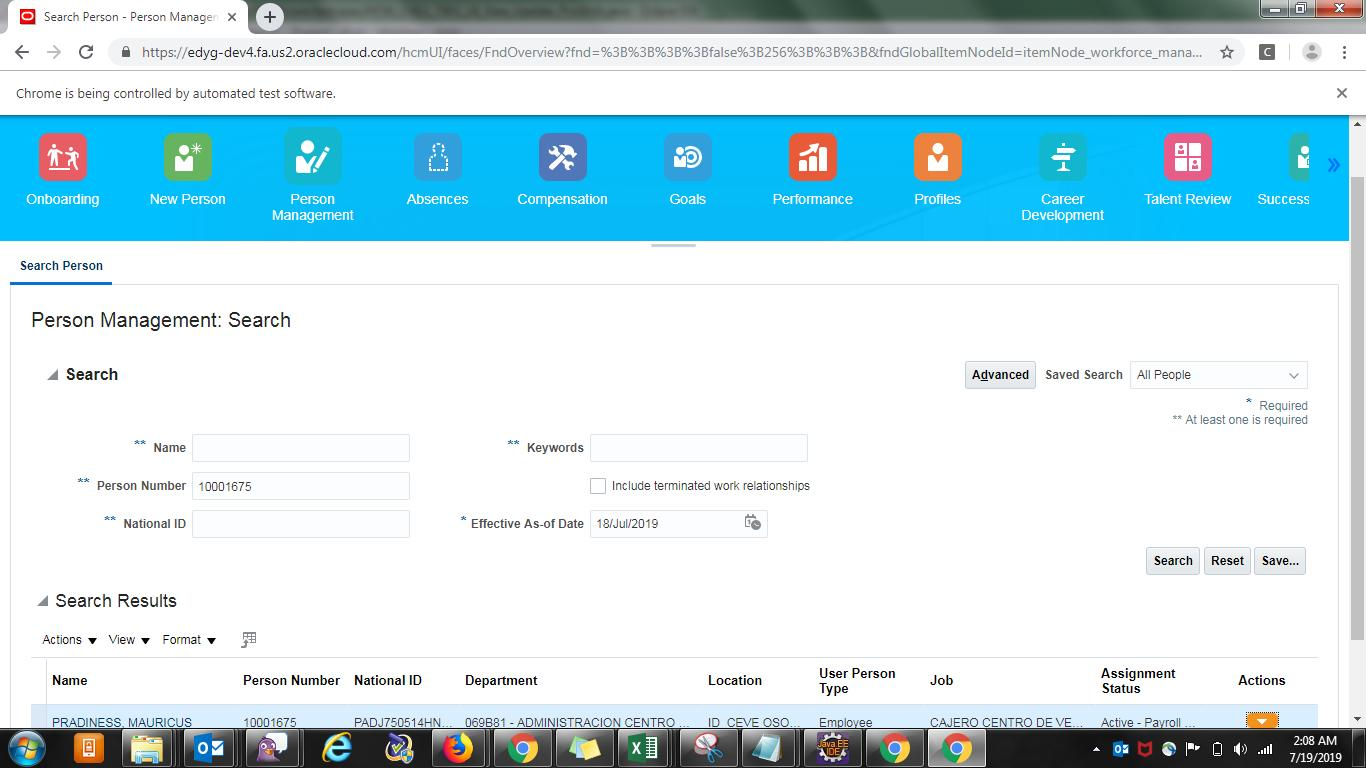 Search Person - Person Managem
https://edyg-dev4.fa.us2.oraclecloud.com/hcmUI/faces/FndOverview?fnd=%3B%3B%3B%3Bfalse%3B256%3B%3B%3B&fndGlobalItemNodeId=itemNode_workforce_mana...
Chrome is being controlled by automated test software.
Onboarding
New Person
Person
Management
Absences
Compensation
Goals
Performance
Profiles
Career
Development
Talent Review
Success
Search Person
Person Management: Search
Search
Advanced Saved Search All People
* Required
** At least one is required
** Name
** Keywords
** Person Number 10001675
Include terminated work relationships
** National ID
* Effective As-of Date 18/Jul/2019
Search Reset Save...
Search Results
Actions View Format
Name Person Number National ID Department Location User Person Type Job Assignment Status Actions
PRADINESS, MAURICUS 10001675 PADJ750514HN... 069B81 - ADMINISTRACION CENTRO ... ID_CEVE OSO... Employee CAJERO CENTRO DE VE... Active - Payroll ...
Java EE
IDE
2:08 AM
7/19/2019